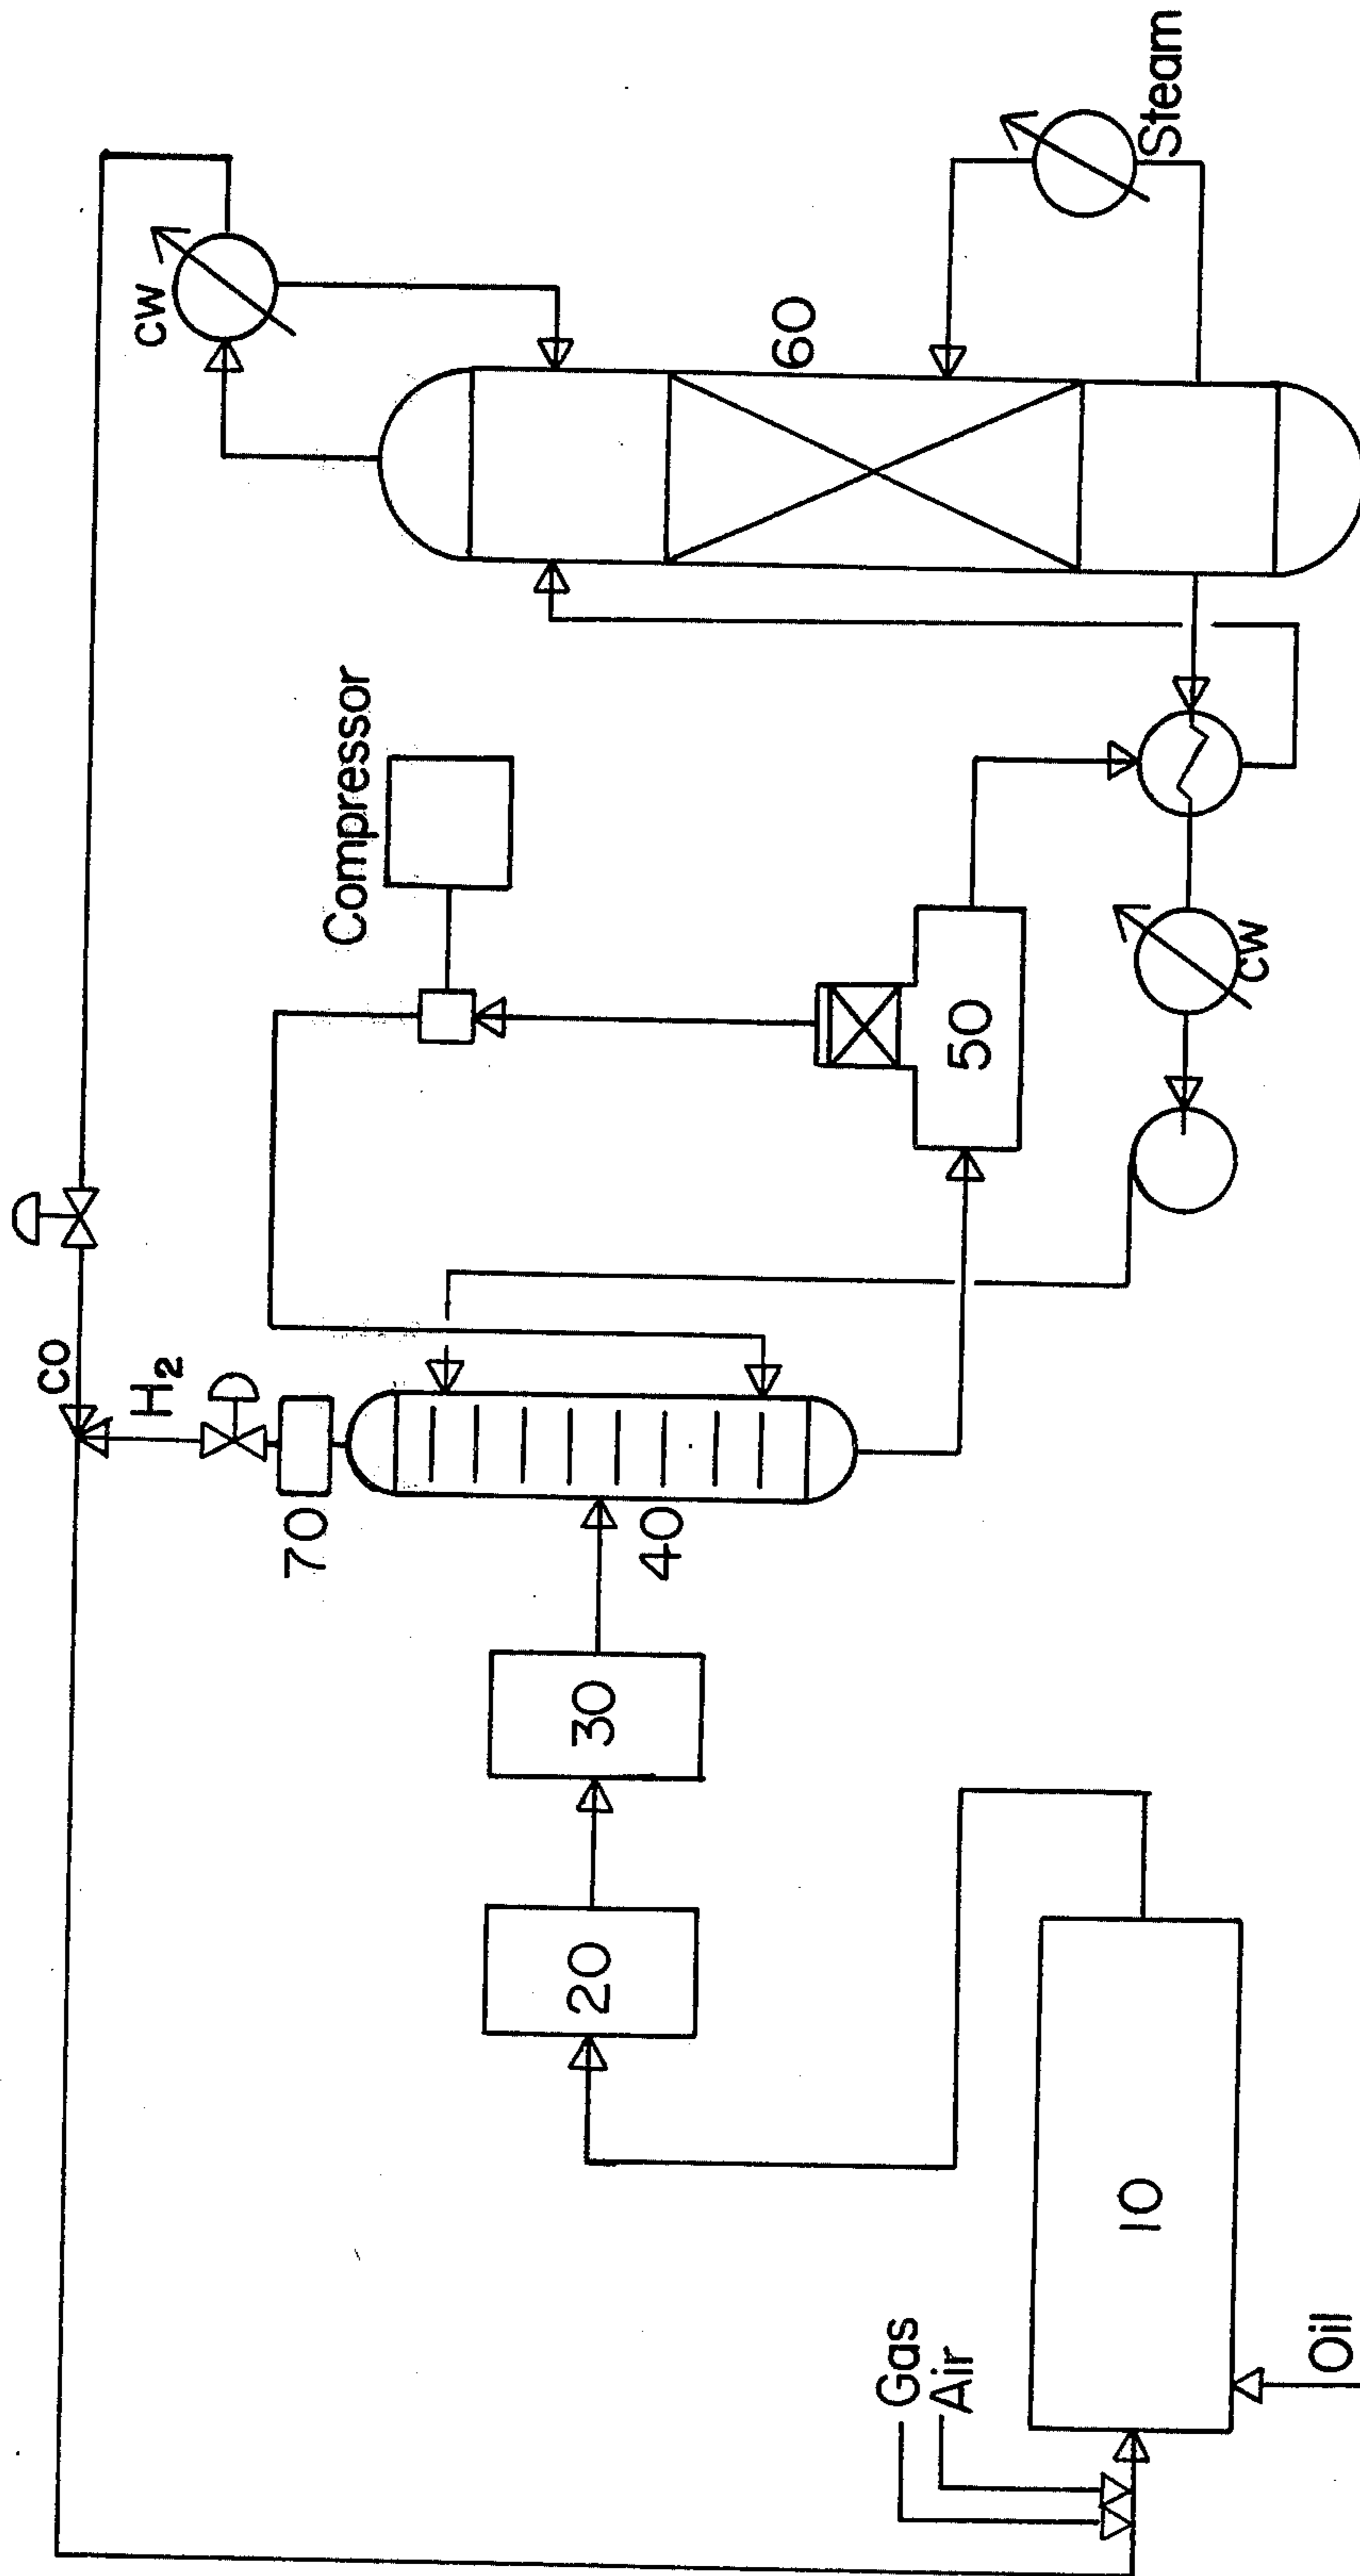 CW
Steam
60
Compressor
50
CW
CO
H₂
70
40
30
20
10
Gas
Air
Oil